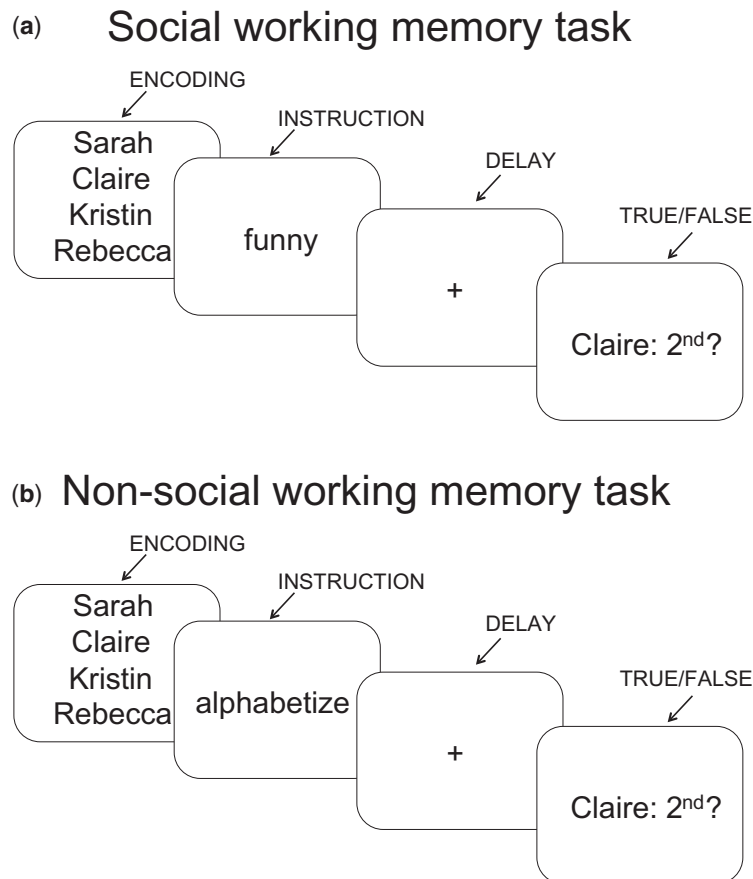 (a) Social working memory task
ENCODING
Sarah
Claire
Kristin
Rebecca
INSTRUCTION
funny
DELAY
+
TRUE/FALSE
Claire: 2nd?
(b) Non-social working memory task
ENCODING
Sarah
Claire
Kristin
Rebecca
INSTRUCTION
alphabetize
DELAY
+
TRUE/FALSE
Claire: 2nd?